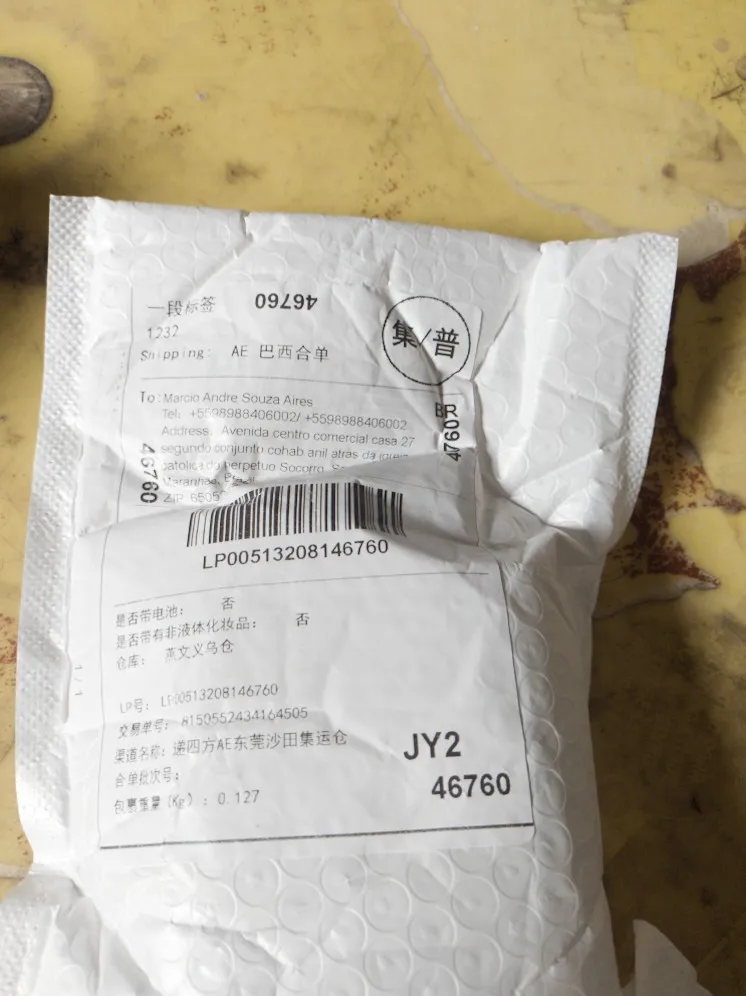 一段标签
46760
集/普
1232
Shipping: AE 巴西合单
To: Marcio Andre Souza Aires
Tel: +5598988406002/ +5598988406002
Address: Avenida centro comercial casa 27
segundo conjunto cohab anil atrás da
catolica do perpetuo Socorro,
Maranhao, Brazil
ZIP:
BR
46760
46760
LP00513208146760
是否带电池: 否
是否带有非液体化妆品: 否
仓库: 燕文义乌仓
1/1
LP号: LP00513208146760
交易单号: 8150552434164505
渠道名称: 递四方AE东莞沙田集运仓
合单批次号:
包裹重量(Kg): 0.127
JY2
46760